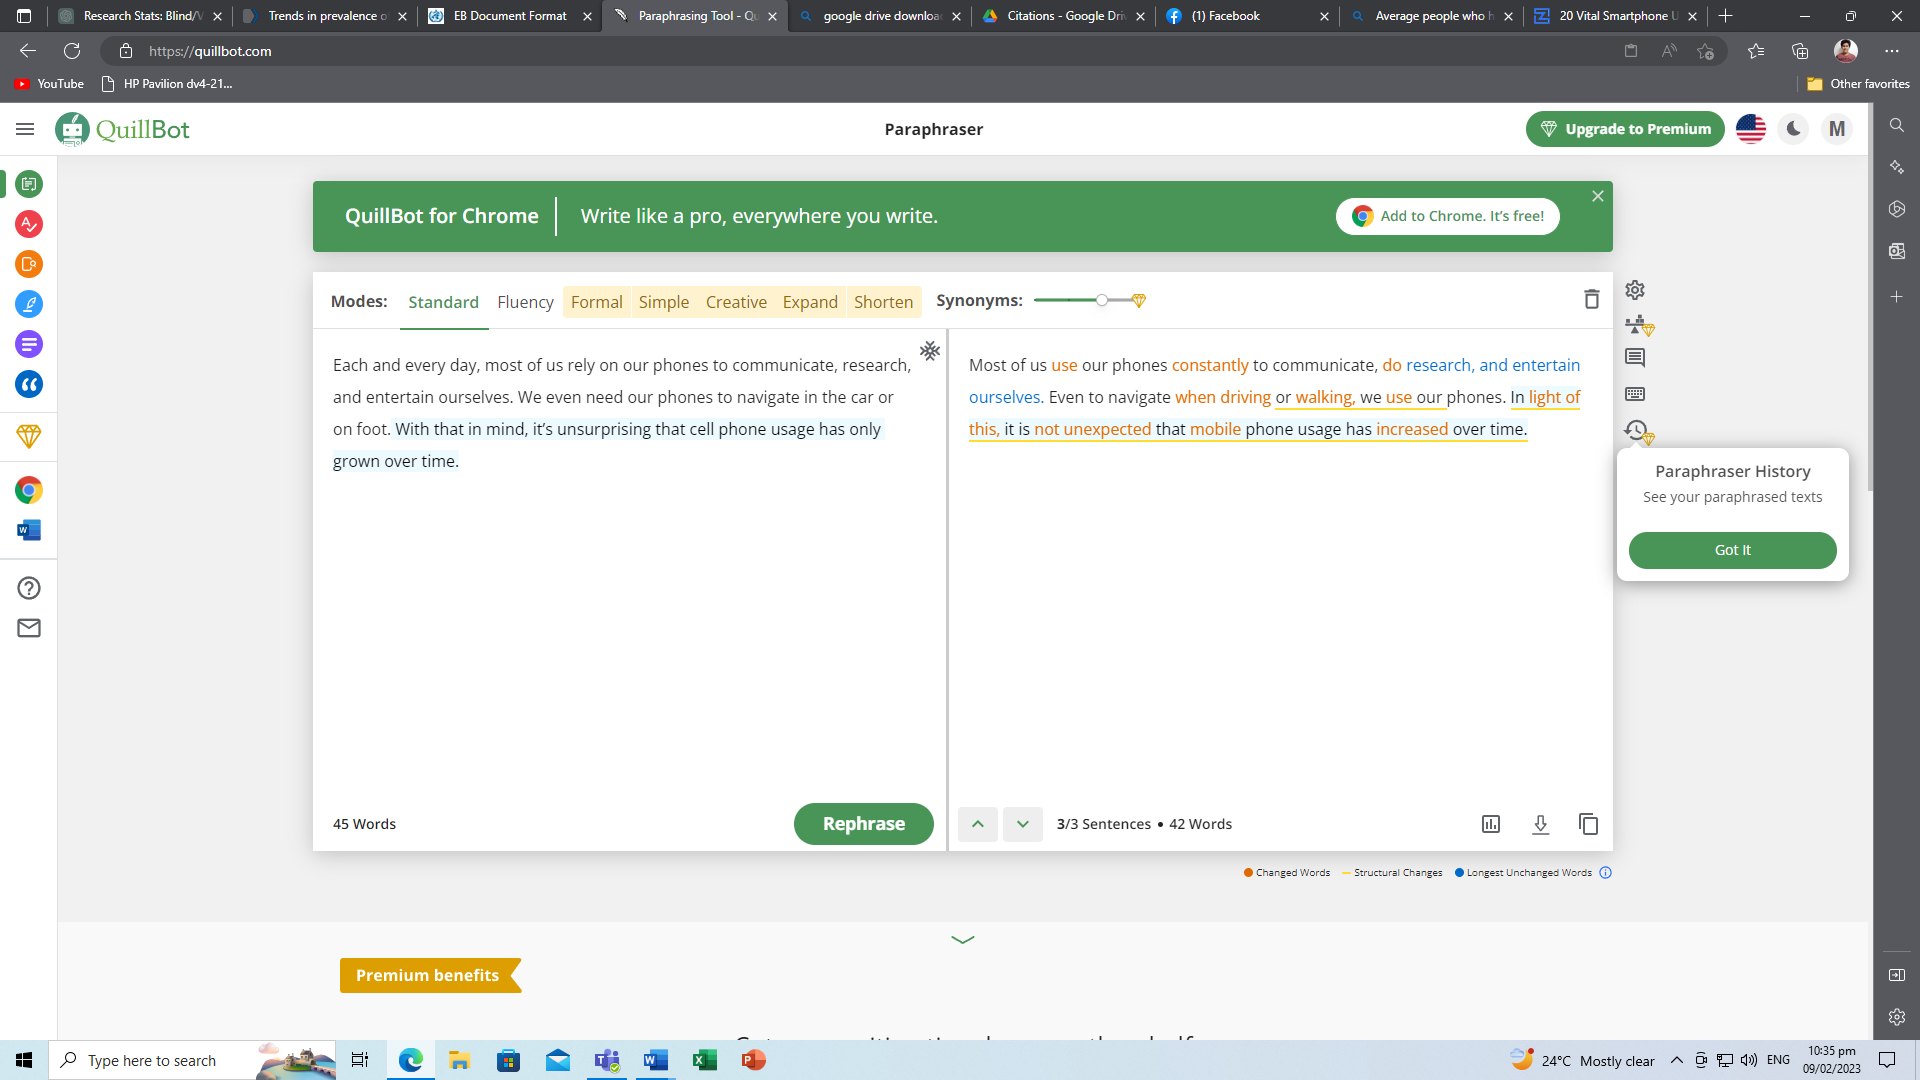 Research Stats: Blind/V
Trends in prevalence o
EB Document Format
Paraphrasing Tool - Qu
google drive downloa
Citations - Google Driv
(1) Facebook
Average people who h
20 Vital Smartphone U
https://quillbot.com
YouTube
HP Pavilion dv4-21...
Other favorites
QuillBot
Paraphraser
Upgrade to Premium
M
QuillBot for Chrome
Write like a pro, everywhere you write.
Add to Chrome. It's free!
Modes: Standard Fluency Formal Simple Creative Expand Shorten Synonyms:
Each and every day, most of us rely on our phones to communicate, research,
and entertain ourselves. We even need our phones to navigate in the car or
on foot. With that in mind, it's unsurprising that cell phone usage has only
grown over time.
Most of us use our phones constantly to communicate, do research, and entertain
ourselves. Even to navigate when driving or walking, we use our phones. In light of
this, it is not unexpected that mobile phone usage has increased over time.
Paraphraser History
See your paraphrased texts
Got It
45 Words
Rephrase
3/3 Sentences • 42 Words
Changed Words
Structural Changes
Longest Unchanged Words
Premium benefits
Type here to search
24°C Mostly clear
ENG
10:35 pm
09/02/2023